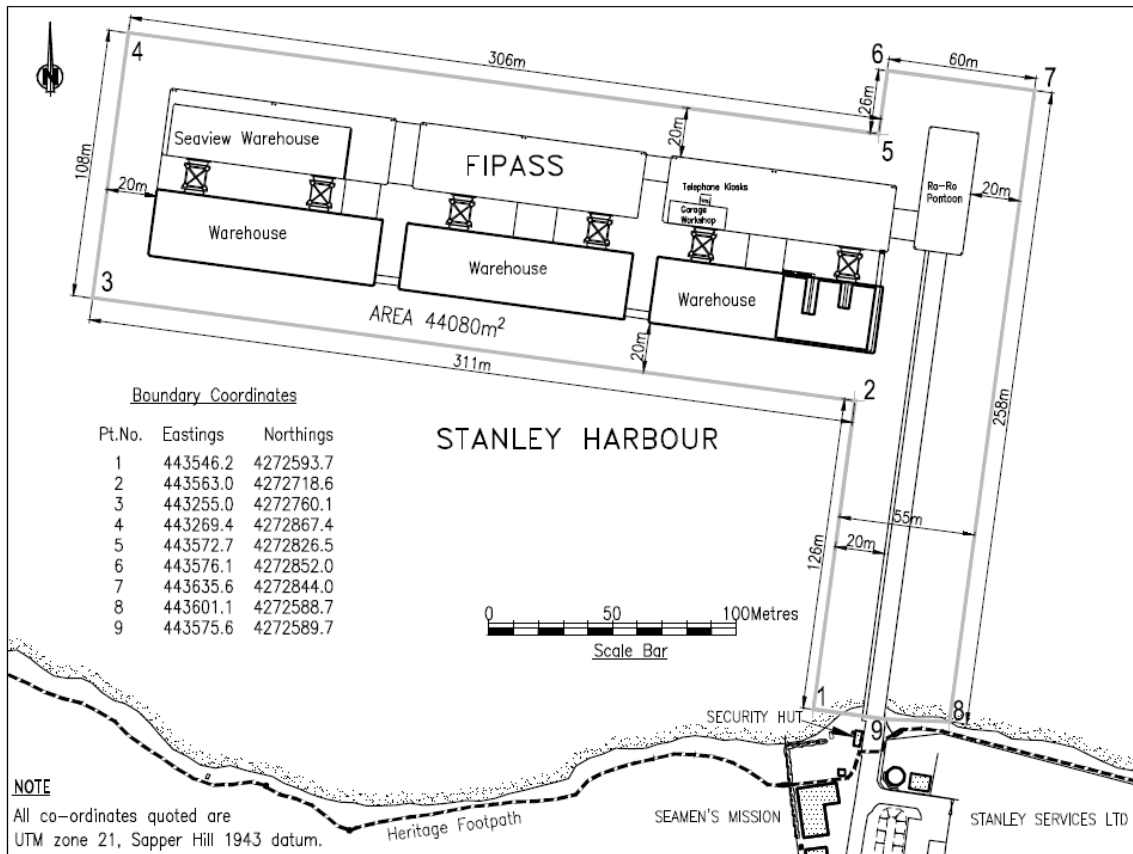 N
4
306m
6
60m
7
26m
5
20m
108m
Seaview Warehouse
FIPASS
Telephone Kiosks
Garage
Workshop
Ro-Ro
Pontoon
20m
20m
Warehouse
Warehouse
Warehouse
3
AREA 44080m²
20m
311m
2
258m
Boundary Coordinates
Pt.No. Eastings Northings
1 443546.2 4272593.7
2 443563.0 4272718.6
3 443255.0 4272760.1
4 443269.4 4272867.4
5 443572.7 4272826.5
6 443576.1 4272852.0
7 443635.6 4272844.0
8 443601.1 4272588.7
9 443575.6 4272589.7
STANLEY HARBOUR
55m
20m
126m
0 50 100Metres
Scale Bar
1
8
SECURITY HUT
9
NOTE
All co-ordinates quoted are
UTM zone 21, Sapper Hill 1943 datum.
Heritage Footpath
SEAMEN'S MISSION
STANLEY SERVICES LTD